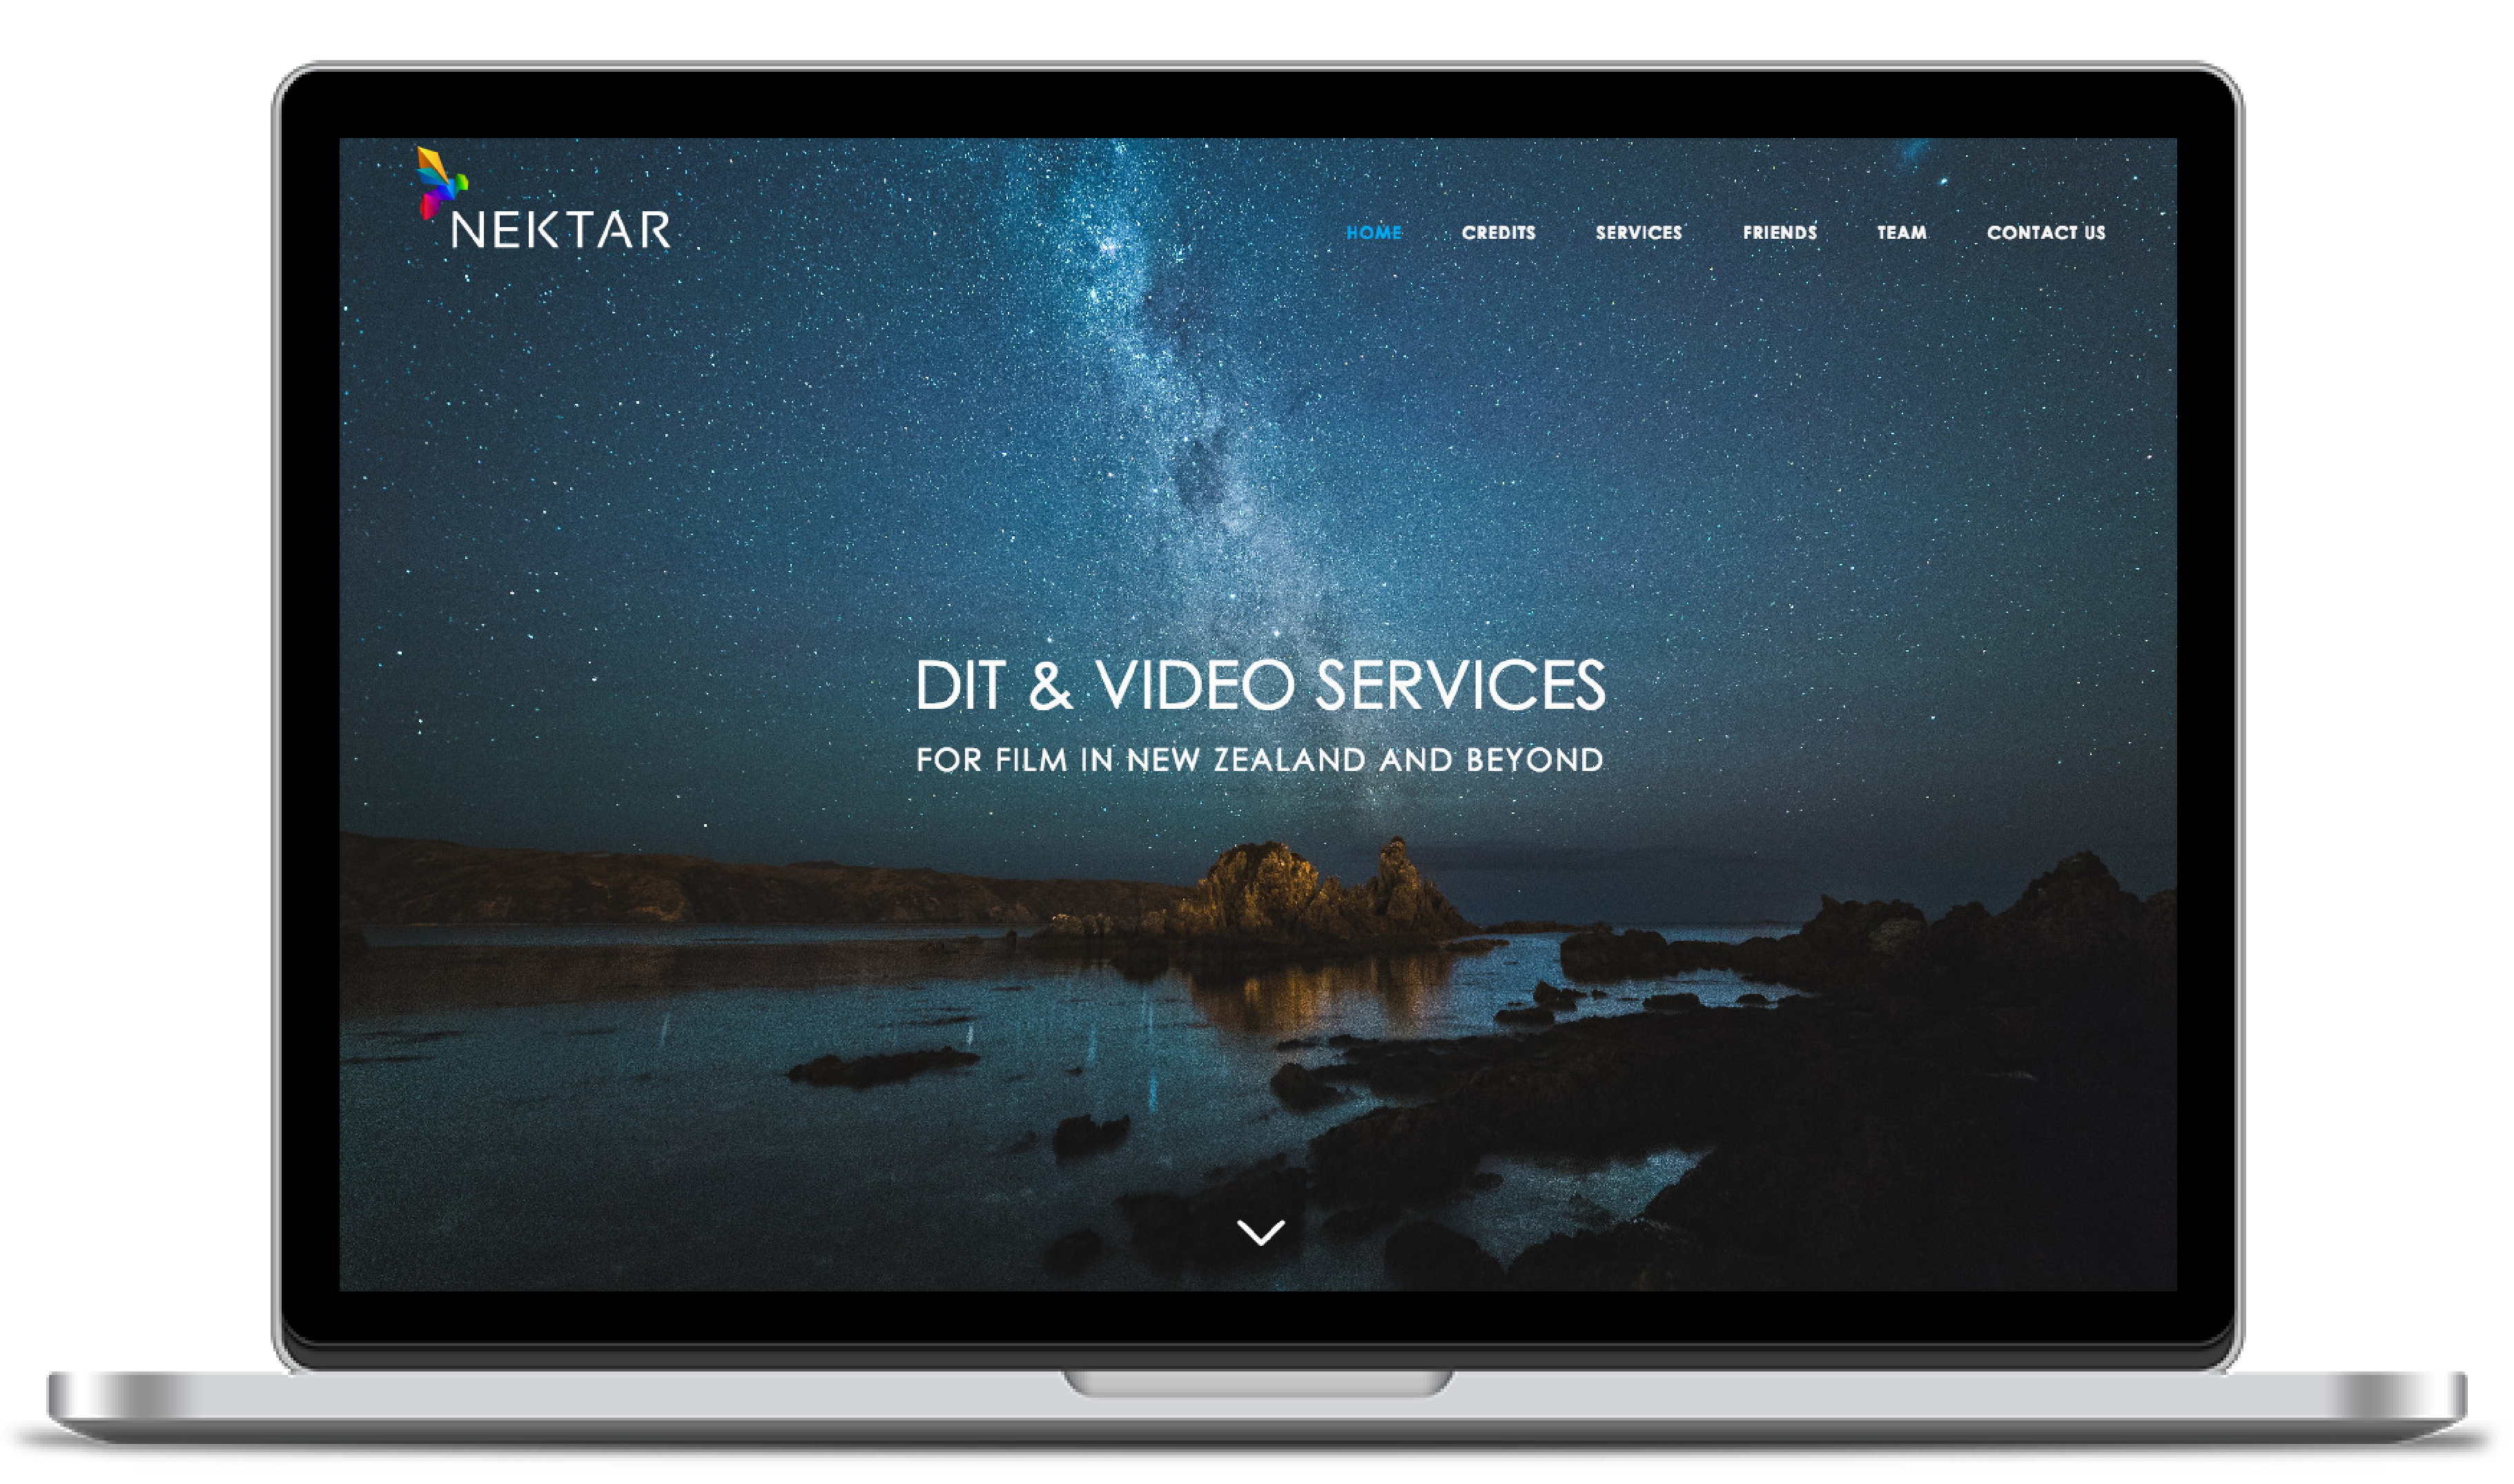 NEKTAR
HOME CREDITS SERVICES FRIENDS TEAM CONTACT US
DIT & VIDEO SERVICES
FOR FILM IN NEW ZEALAND AND BEYOND